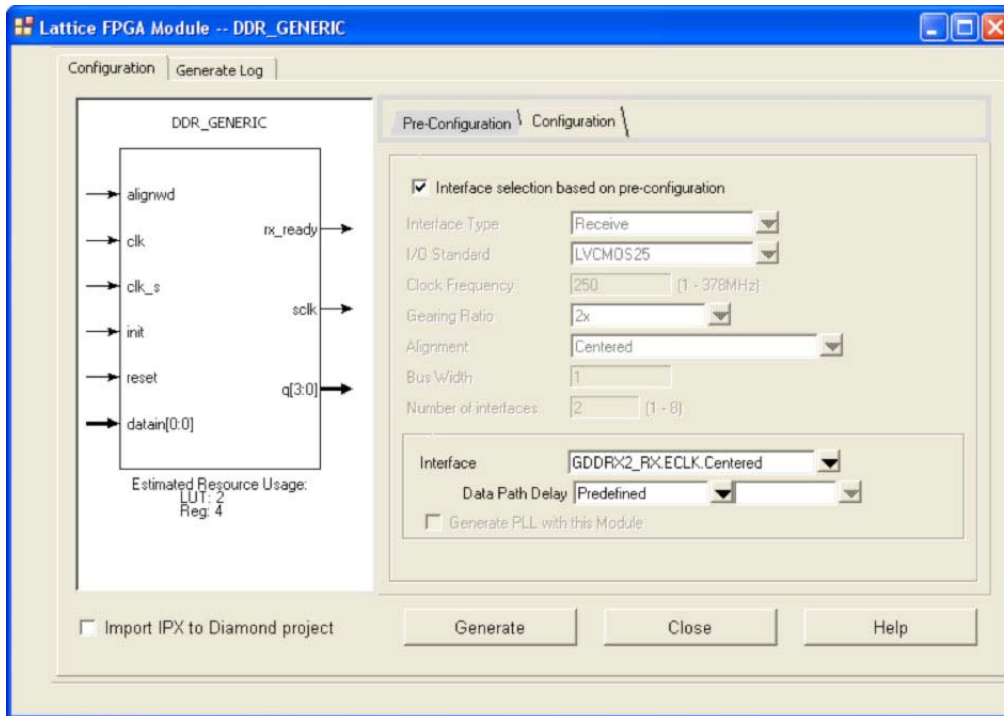 Lattice FPGA Module -- DDR_GENERIC
Configuration Generate Log
DDR_GENERIC
alignwd
clk
clk_s
init
reset
datain[0:0]
rx_ready
sclk
q[3:0]
Estimated Resource Usage:
LUT: 2
Reg: 4
Pre-Configuration Configuration
Interface selection based on pre-configuration
Interface Type Receive
I/O Standard LVCMOS25
Clock Frequency 250 (1 - 378MHz)
Gearing Ratio 2x
Alignment Centered
Bus Width 1
Number of interfaces 2 (1 - 8)
Interface GDDRX2_RX.ECLK.Centered
Data Path Delay Predefined
Generate PLL with this Module
Import IPX to Diamond project
Generate Close Help